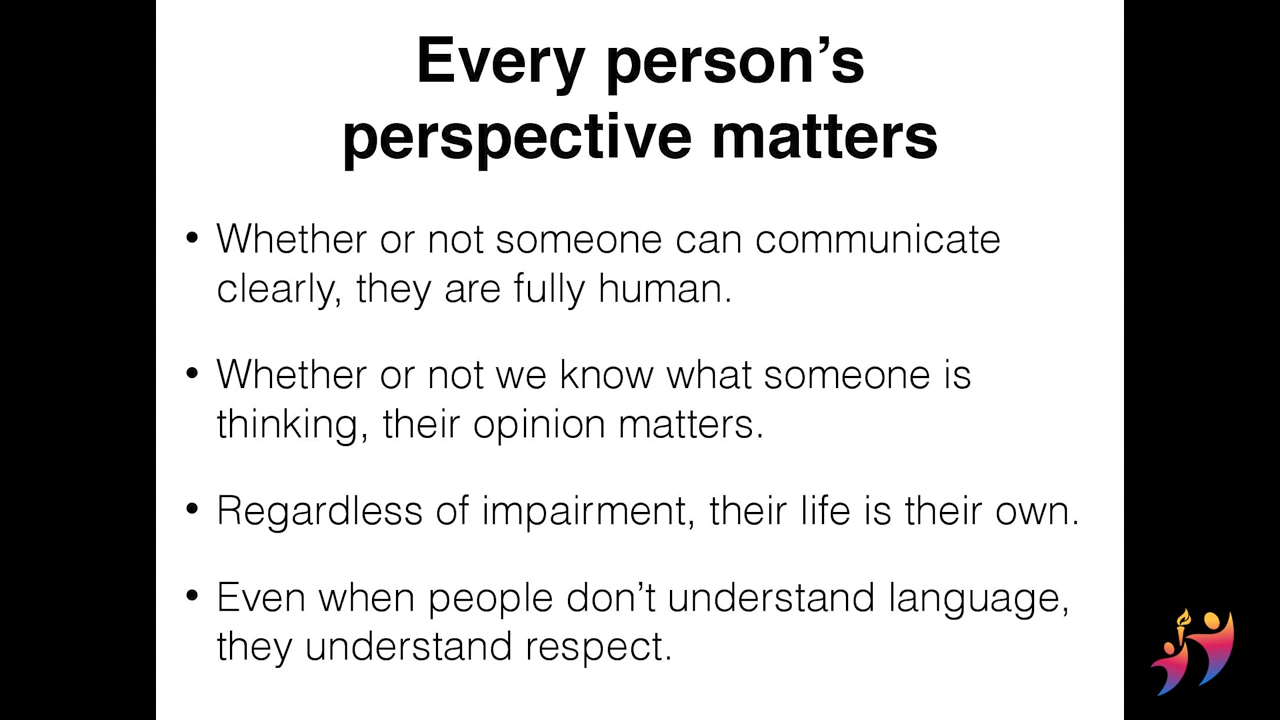 Every person’s
perspective matters
• Whether or not someone can communicate
clearly, they are fully human.
• Whether or not we know what someone is
thinking, their opinion matters.
• Regardless of impairment, their life is their own.
• Even when people don’t understand language,
they understand respect.